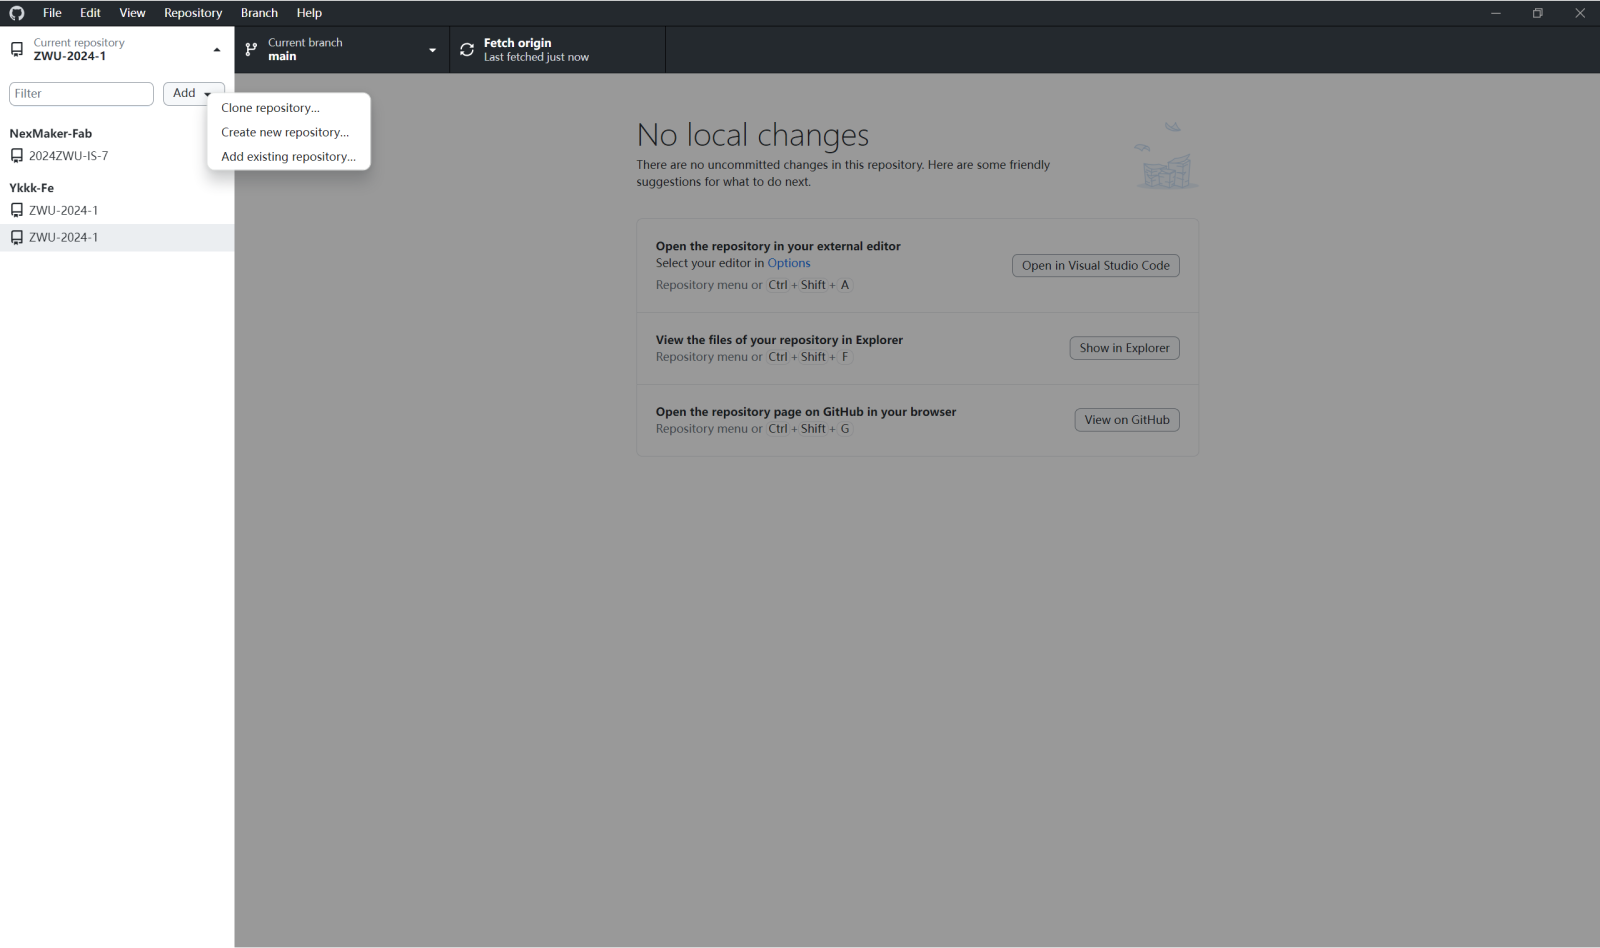 File Edit View Repository Branch Help
Current repository
ZWU-2024-1
Current branch
main
Fetch origin
Last fetched just now
Filter
Add
Clone repository...
Create new repository...
Add existing repository...
NexMaker-Fab
2024ZWU-IS-7
Ykkk-Fe
ZWU-2024-1
ZWU-2024-1
No local changes
There are no uncommitted changes in this repository. Here are some friendly
suggestions for what to do next.
Open the repository in your external editor
Select your editor in Options
Repository menu or Ctrl + Shift + A
Open in Visual Studio Code
View the files of your repository in Explorer
Repository menu or Ctrl + Shift + F
Show in Explorer
Open the repository page on GitHub in your browser
Repository menu or Ctrl + Shift + G
View on GitHub